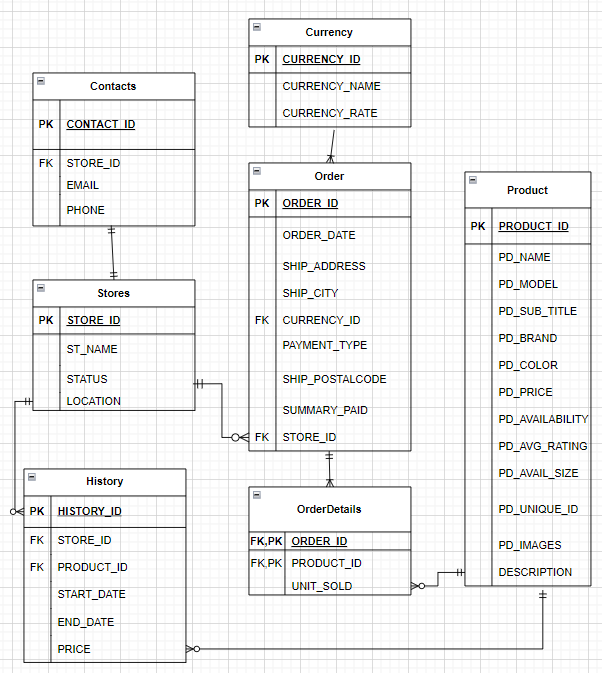 Currency
PK CURRENCY_ID
CURRENCY_NAME
CURRENCY_RATE
Contacts
PK CONTACT_ID
FK STORE_ID
EMAIL
PHONE
Order
PK ORDER_ID
ORDER_DATE
SHIP_ADDRESS
SHIP_CITY
FK CURRENCY_ID
PAYMENT_TYPE
SHIP_POSTALCODE
SUMMARY_PAID
FK STORE_ID
Product
PK PRODUCT_ID
PD_NAME
PD_MODEL
PD_SUB_TITLE
PD_BRAND
PD_COLOR
PD_PRICE
PD_AVAILABILITY
PD_AVG_RATING
PD_AVAIL_SIZE
PD_UNIQUE_ID
PD_IMAGES
DESCRIPTION
Stores
PK STORE_ID
ST_NAME
STATUS
LOCATION
History
PK HISTORY_ID
FK STORE_ID
FK PRODUCT_ID
START_DATE
END_DATE
PRICE
OrderDetails
FK,PK ORDER_ID
FK,PK PRODUCT_ID
UNIT_SOLD